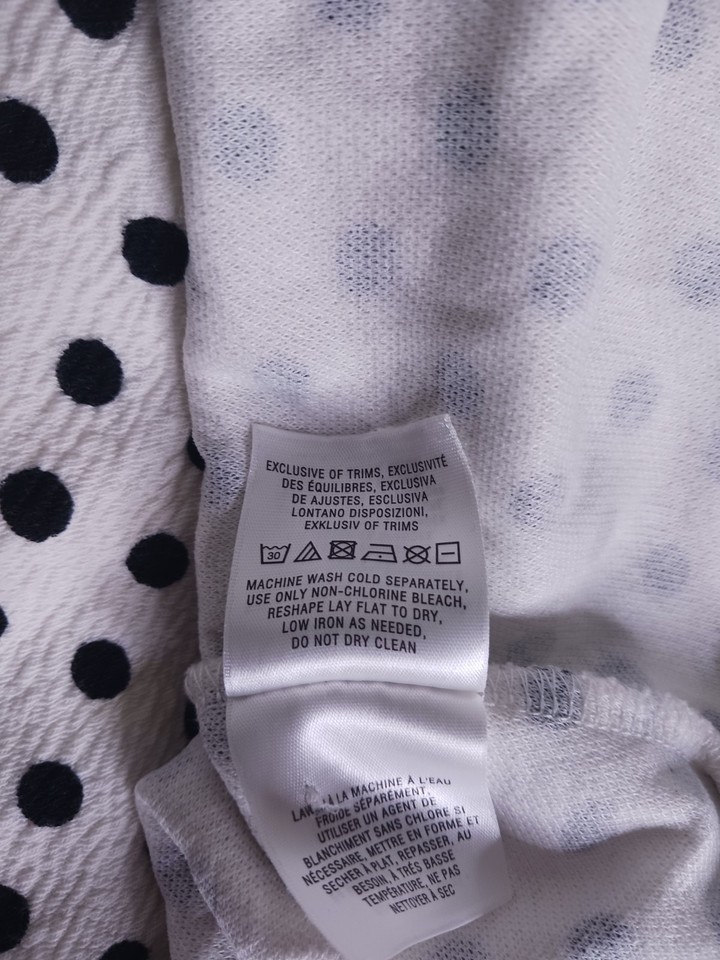 EXCLUSIVE OF TRIMS, EXCLUSIVITÉ
DES ÉQUILIBRES, EXCLUSIVA
DE AJUSTES, ESCLUSIVA
LONTANO DISPOSIZIONI,
EXKLUSIV OF TRIMS
30
MACHINE WASH COLD SEPARATELY,
USE ONLY NON-CHLORINE BLEACH,
RESHAPE LAY FLAT TO DRY,
LOW IRON AS NEEDED,
DO NOT DRY CLEAN
À LA MACHINE À L'EAU
FROIDE SÉPARÉMENT,
UTILISER UN AGENT DE
BLANCHIMENT SANS CHLORE SI
NÉCESSAIRE, METTRE EN FORME ET
SECHER À PLAT, REPASSER, AU
BESOIN, À TRÉS BASSE
TEMPÉRATURE, NE PAS
NETTOYER À SEC